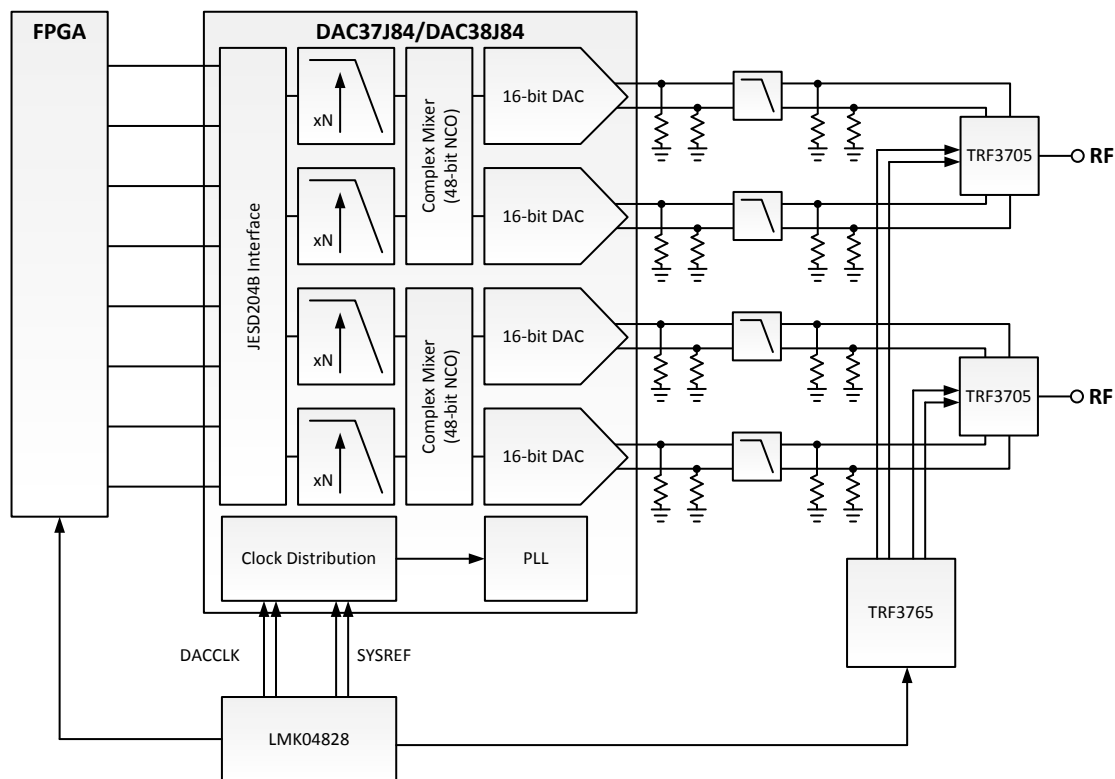 FPGA
DAC37J84/DAC38J84
JESD204B Interface
xN
Complex Mixer
(48-bit NCO)
16-bit DAC
TRF3705
RF
xN
16-bit DAC
xN
Complex Mixer
(48-bit NCO)
16-bit DAC
TRF3705
RF
xN
16-bit DAC
Clock Distribution
PLL
TRF3765
DACCLK
SYSREF
LMK04828